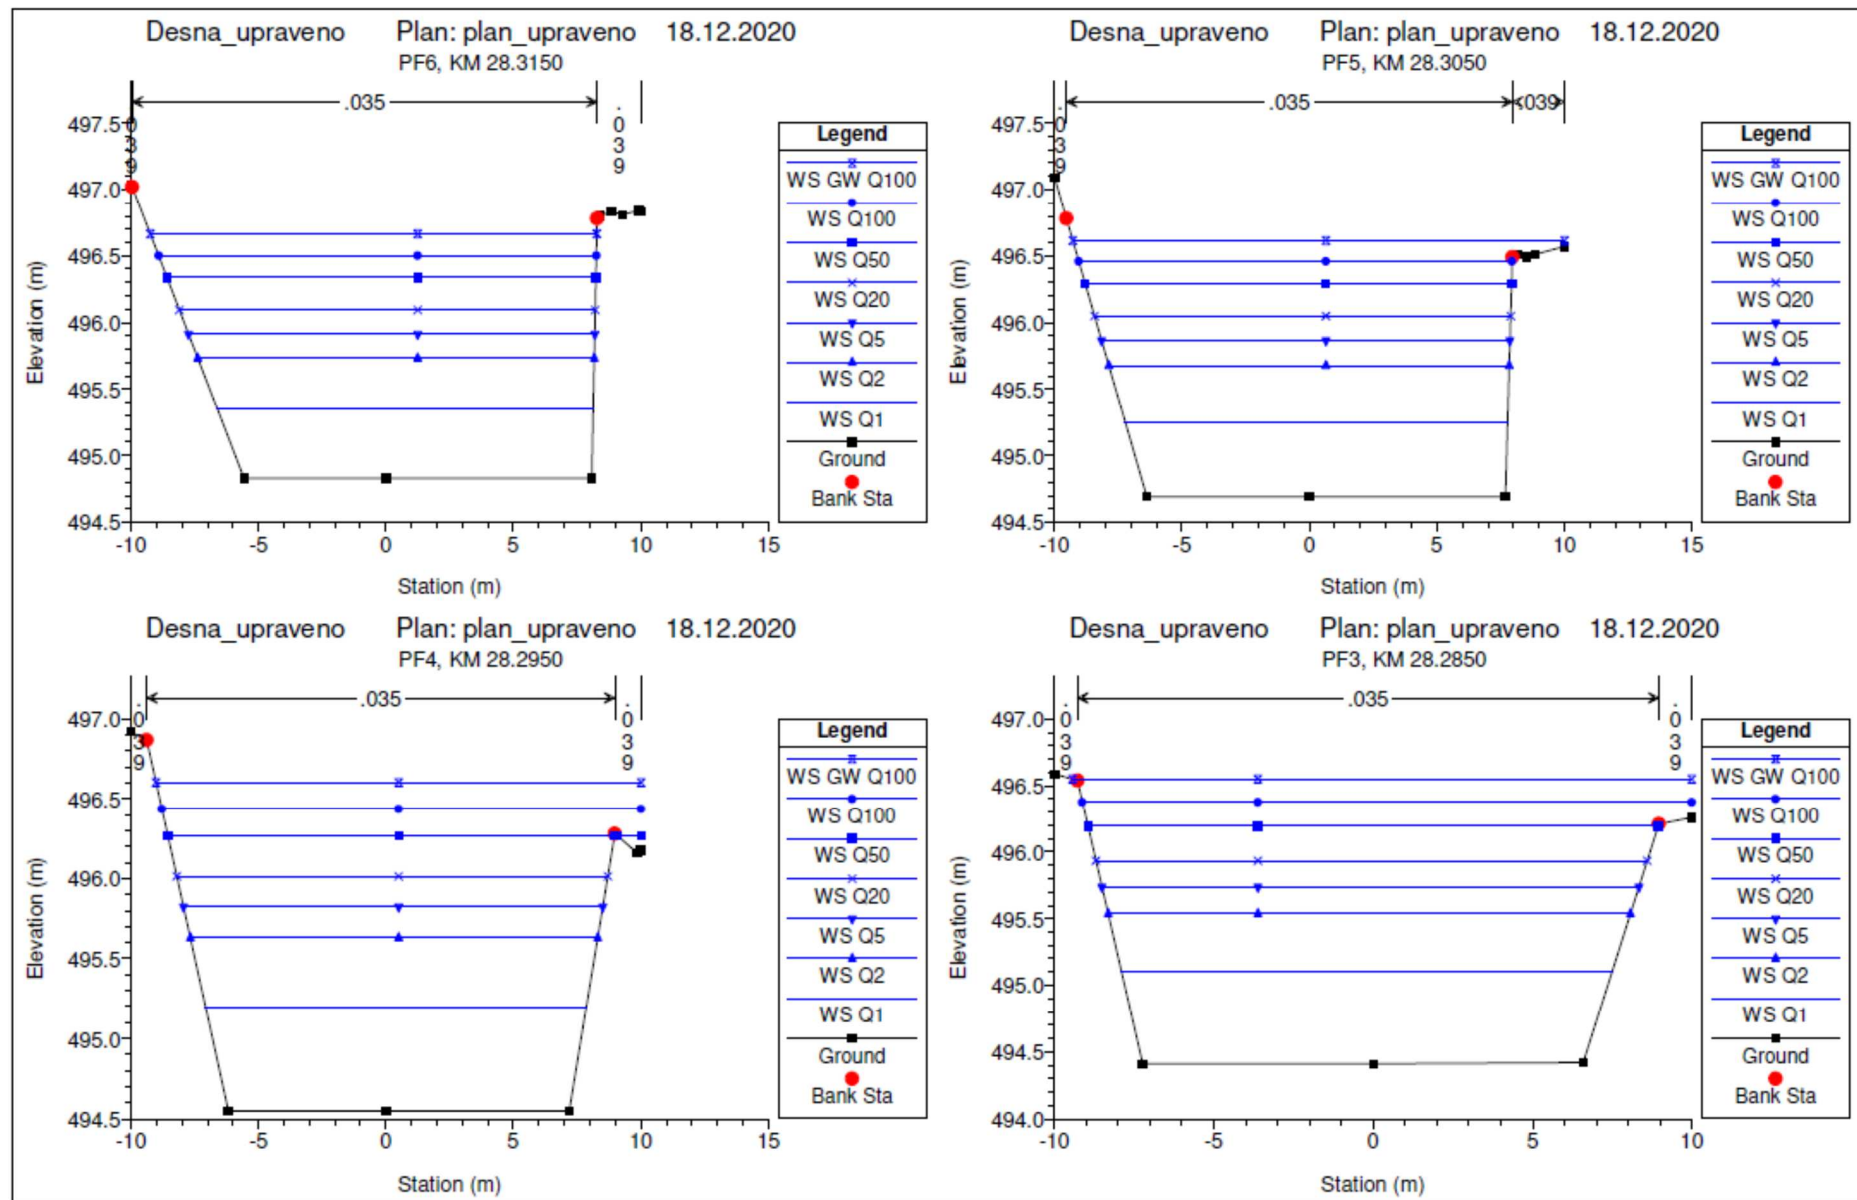 Desna_upraveno Plan: plan_upraveno 18.12.2020
PF6, KM 28.3150
.035
.039
.039
497.5
497.0
496.5
496.0
495.5
495.0
494.5
Elevation (m)
-10 -5 0 5 10 15
Station (m)
Legend
WS GW Q100
WS Q100
WS Q50
WS Q20
WS Q5
WS Q2
WS Q1
Ground
Bank Sta
Desna_upraveno Plan: plan_upraveno 18.12.2020
PF5, KM 28.3050
.039
.035
.039
497.5
497.0
496.5
496.0
495.5
495.0
494.5
Elevation (m)
-10 -5 0 5 10 15
Station (m)
Legend
WS GW Q100
WS Q100
WS Q50
WS Q20
WS Q5
WS Q2
WS Q1
Ground
Bank Sta
Desna_upraveno Plan: plan_upraveno 18.12.2020
PF4, KM 28.2950
.039
.035
.039
497.0
496.5
496.0
495.5
495.0
494.5
Elevation (m)
-10 -5 0 5 10 15
Station (m)
Legend
WS GW Q100
WS Q100
WS Q50
WS Q20
WS Q5
WS Q2
WS Q1
Ground
Bank Sta
Desna_upraveno Plan: plan_upraveno 18.12.2020
PF3, KM 28.2850
.039
.035
.039
497.0
496.5
496.0
495.5
495.0
494.5
494.0
Elevation (m)
-10 -5 0 5 10
Station (m)
Legend
WS GW Q100
WS Q100
WS Q50
WS Q20
WS Q5
WS Q2
WS Q1
Ground
Bank Sta